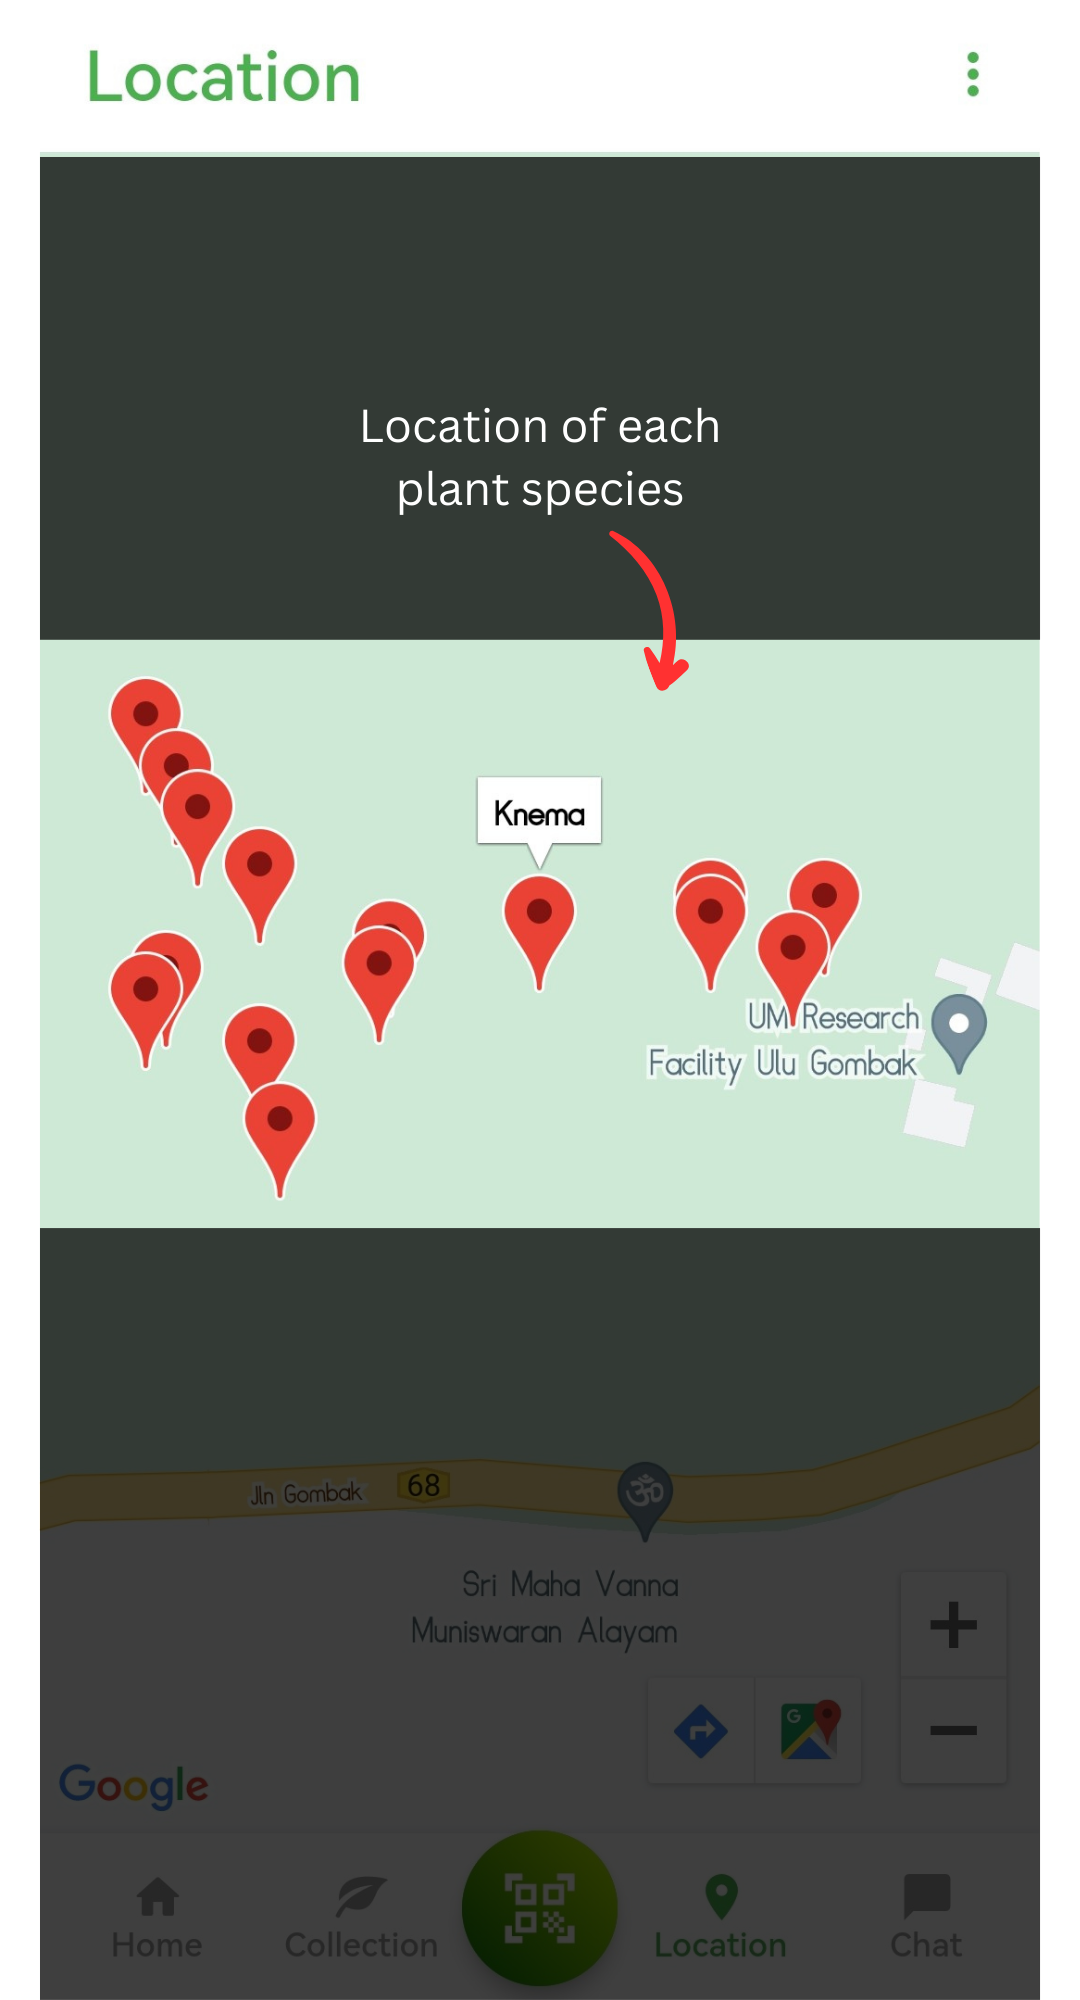 Location
Location of each
plant species
Knema
UM Research
Facility Ulu Gombak
Jln Gombak
68
ॐ
Sri Maha Vanna
Muniswaran Alayam
G
Google
Home
Collection
Location
Chat